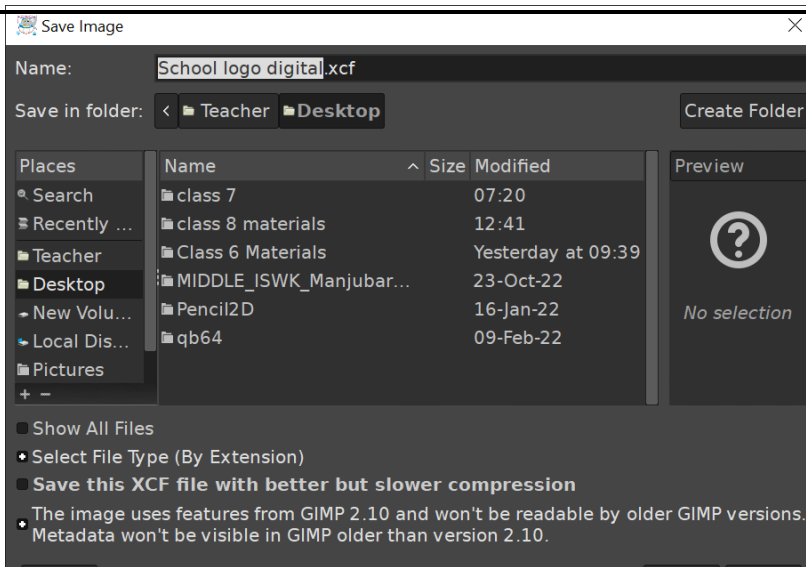 Save Image
Name: School logo digital.xcf
Save in folder: < Teacher Desktop Create Folder
Places Name Size Modified Preview
Search class 7 07:20
Recently ... class 8 materials 12:41
Teacher Class 6 Materials Yesterday at 09:39
Desktop MIDDLE_ISWK_Manjubar... 23-Oct-22
New Volu... Pencil2D 16-Jan-22 No selection
Local Dis... qb64 09-Feb-22
Pictures
Show All Files
Select File Type (By Extension)
Save this XCF file with better but slower compression
The image uses features from GIMP 2.10 and won't be readable by older GIMP versions.
Metadata won't be visible in GIMP older than version 2.10.